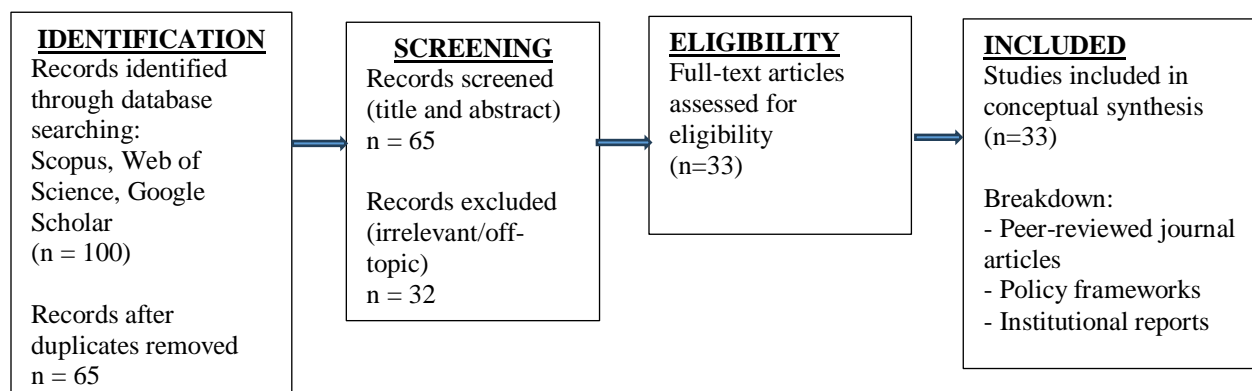 IDENTIFICATION
Records identified
through database
searching:
Scopus, Web of
Science, Google
Scholar
(n = 100)
Records after
duplicates removed
n = 65
SCREENING
Records screened
(title and abstract)
n = 65
Records excluded
(irrelevant/off-
topic)
n = 32
ELIGIBILITY
Full-text articles
assessed for
eligibility
(n=33)
INCLUDED
Studies included in
conceptual synthesis
(n=33)
Breakdown:
- Peer-reviewed journal
articles
- Policy frameworks
- Institutional reports